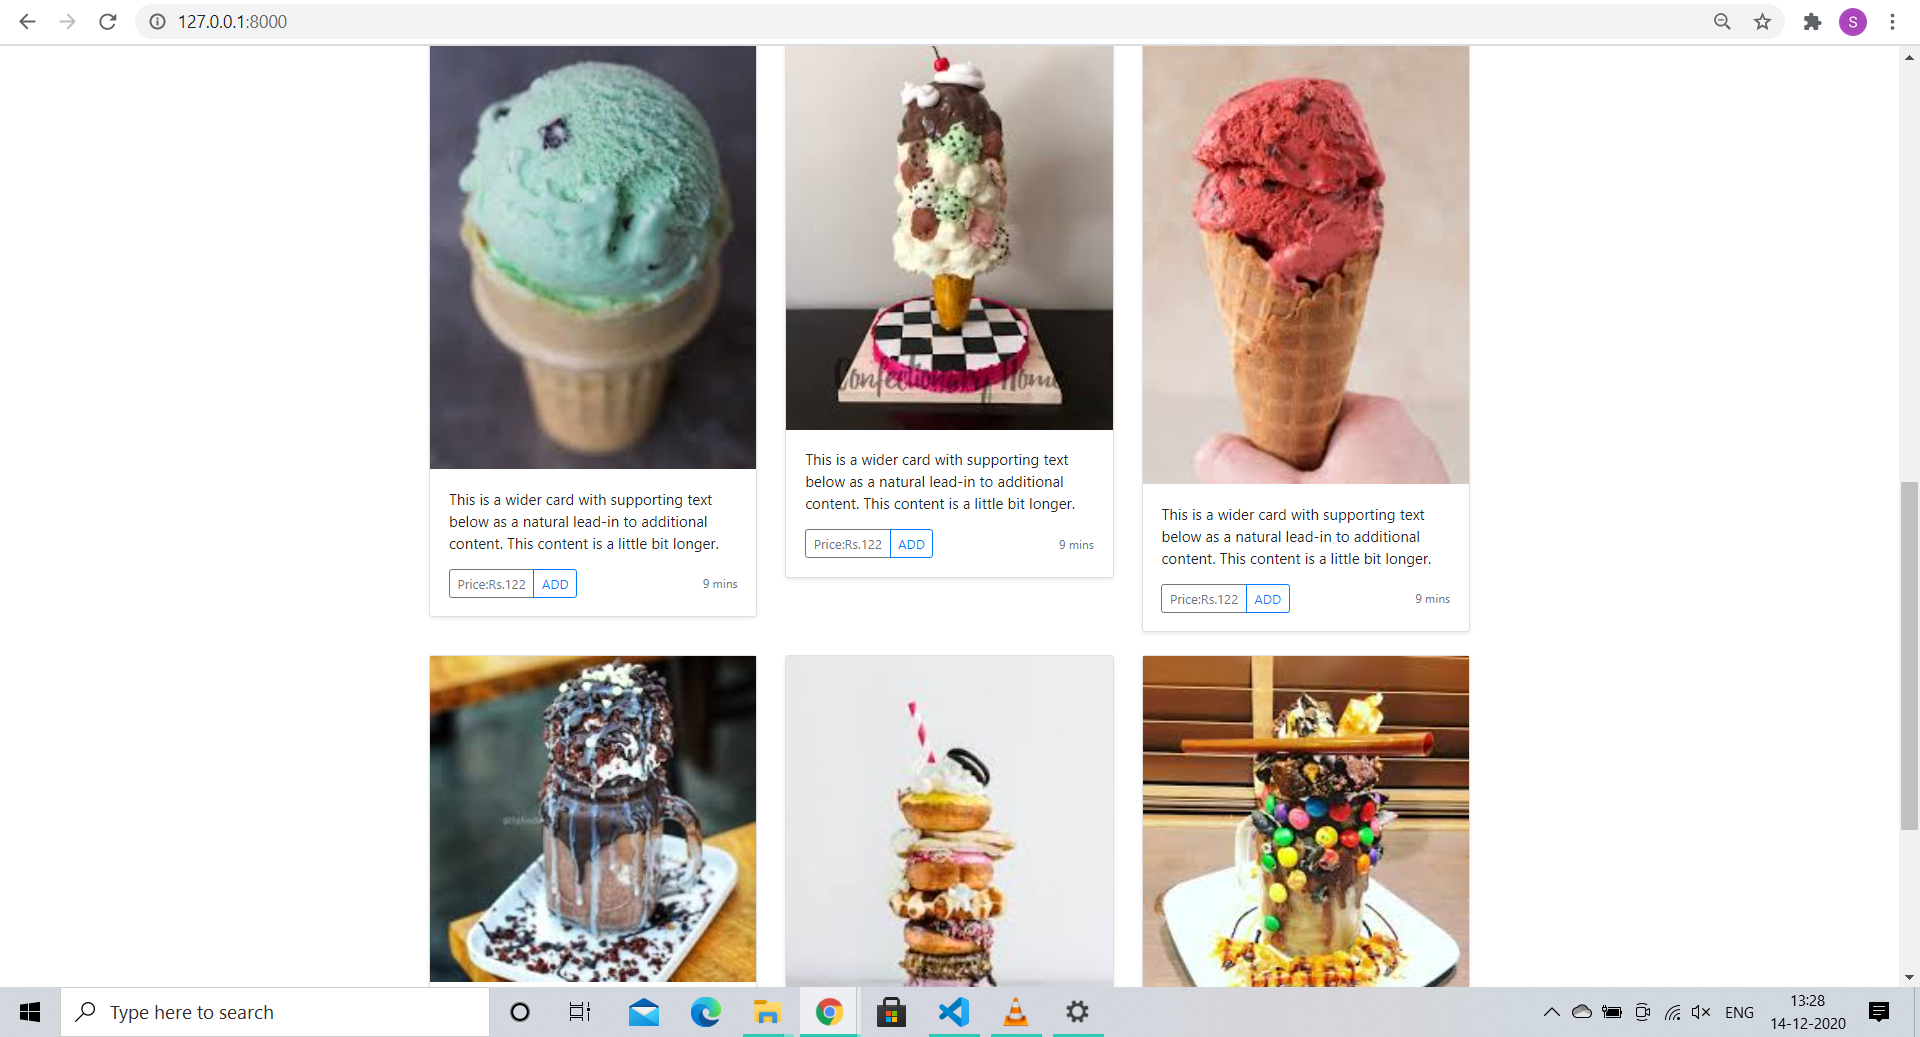 127.0.0.1:8000
S
Confectionary Home
This is a wider card with supporting text
below as a natural lead-in to additional
content. This content is a little bit longer.
Price:Rs.122 ADD 9 mins
This is a wider card with supporting text
below as a natural lead-in to additional
content. This content is a little bit longer.
Price:Rs.122 ADD 9 mins
This is a wider card with supporting text
below as a natural lead-in to additional
content. This content is a little bit longer.
Price:Rs.122 ADD 9 mins
Type here to search
ENG
13:28
14-12-2020